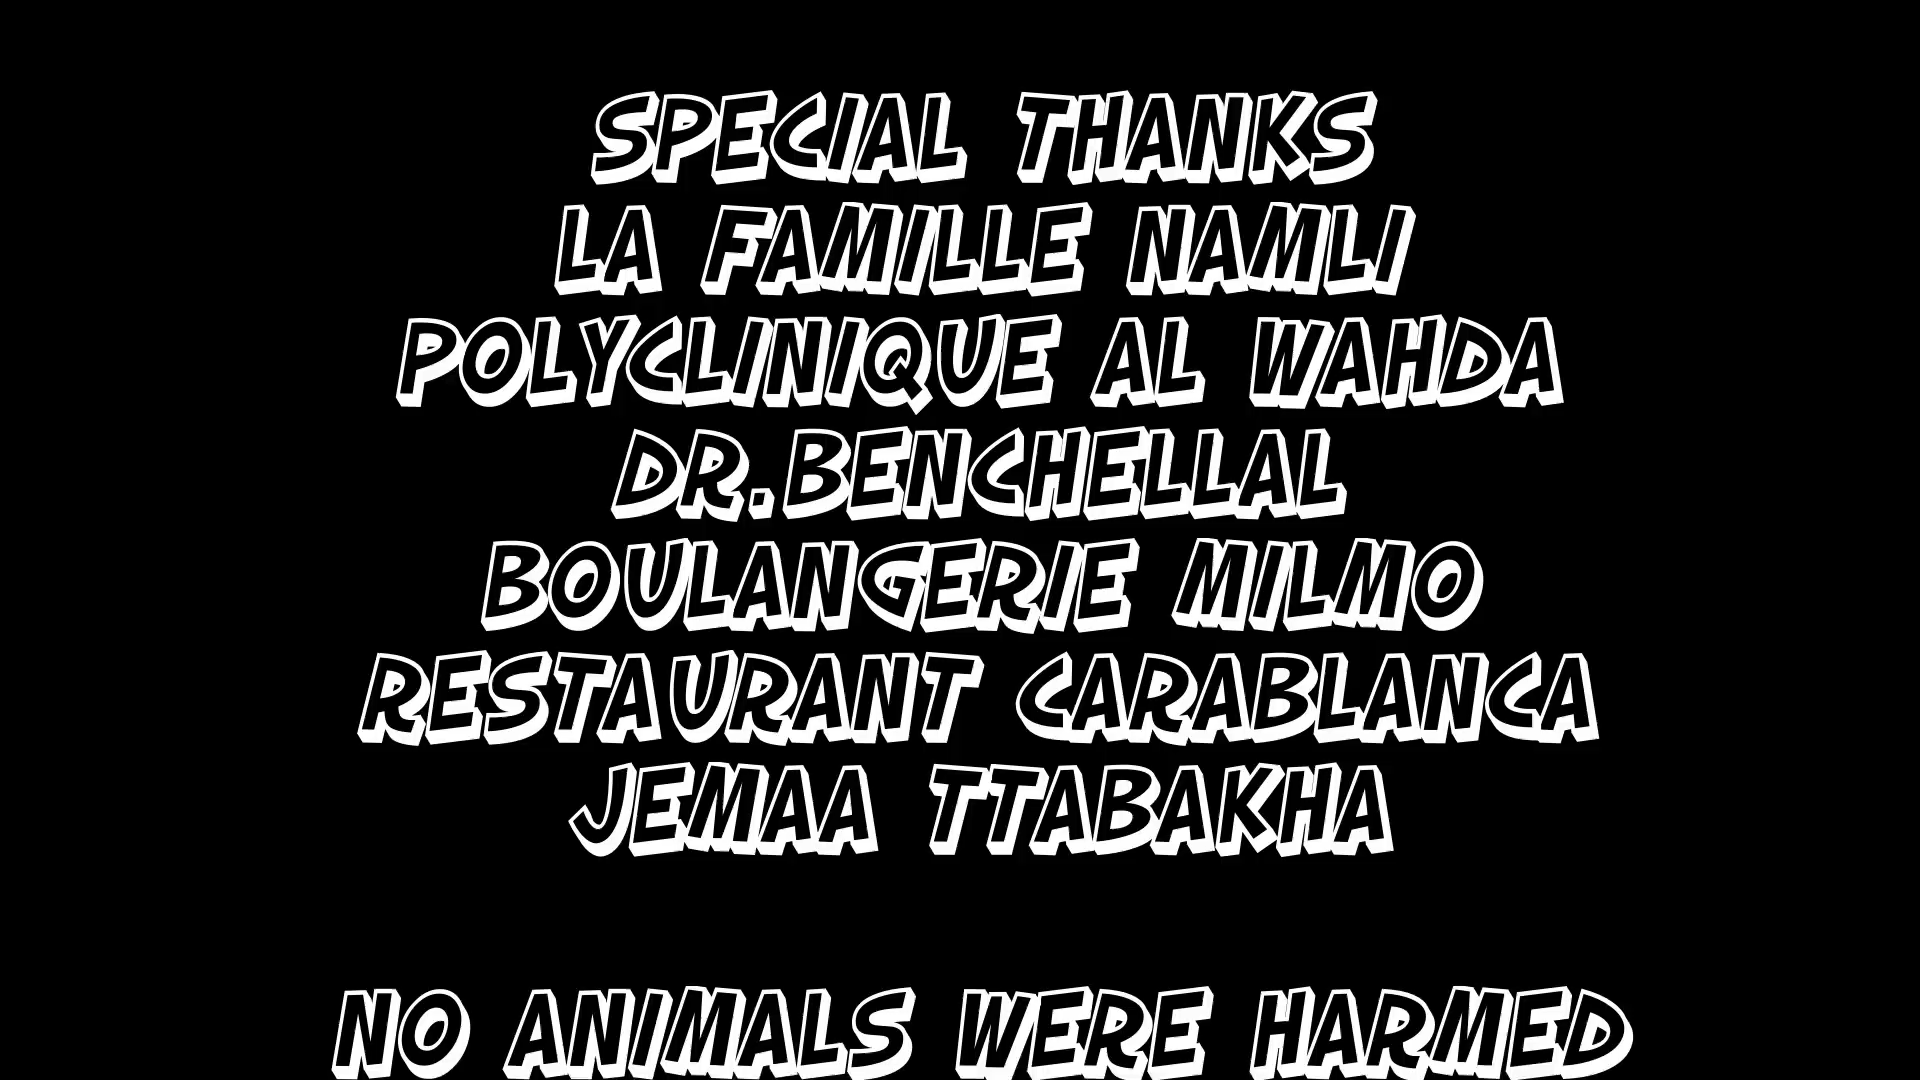 SPECIAL THANKS
LA FAMILLE NAMLI
POLYCLINIQUE AL WAHDA
DR.BENCHELLAL
BOULANGERIE MILMO
RESTAURANT CARABLANCA
JEMAA TTABAKHA
NO ANIMALS WERE HARMED